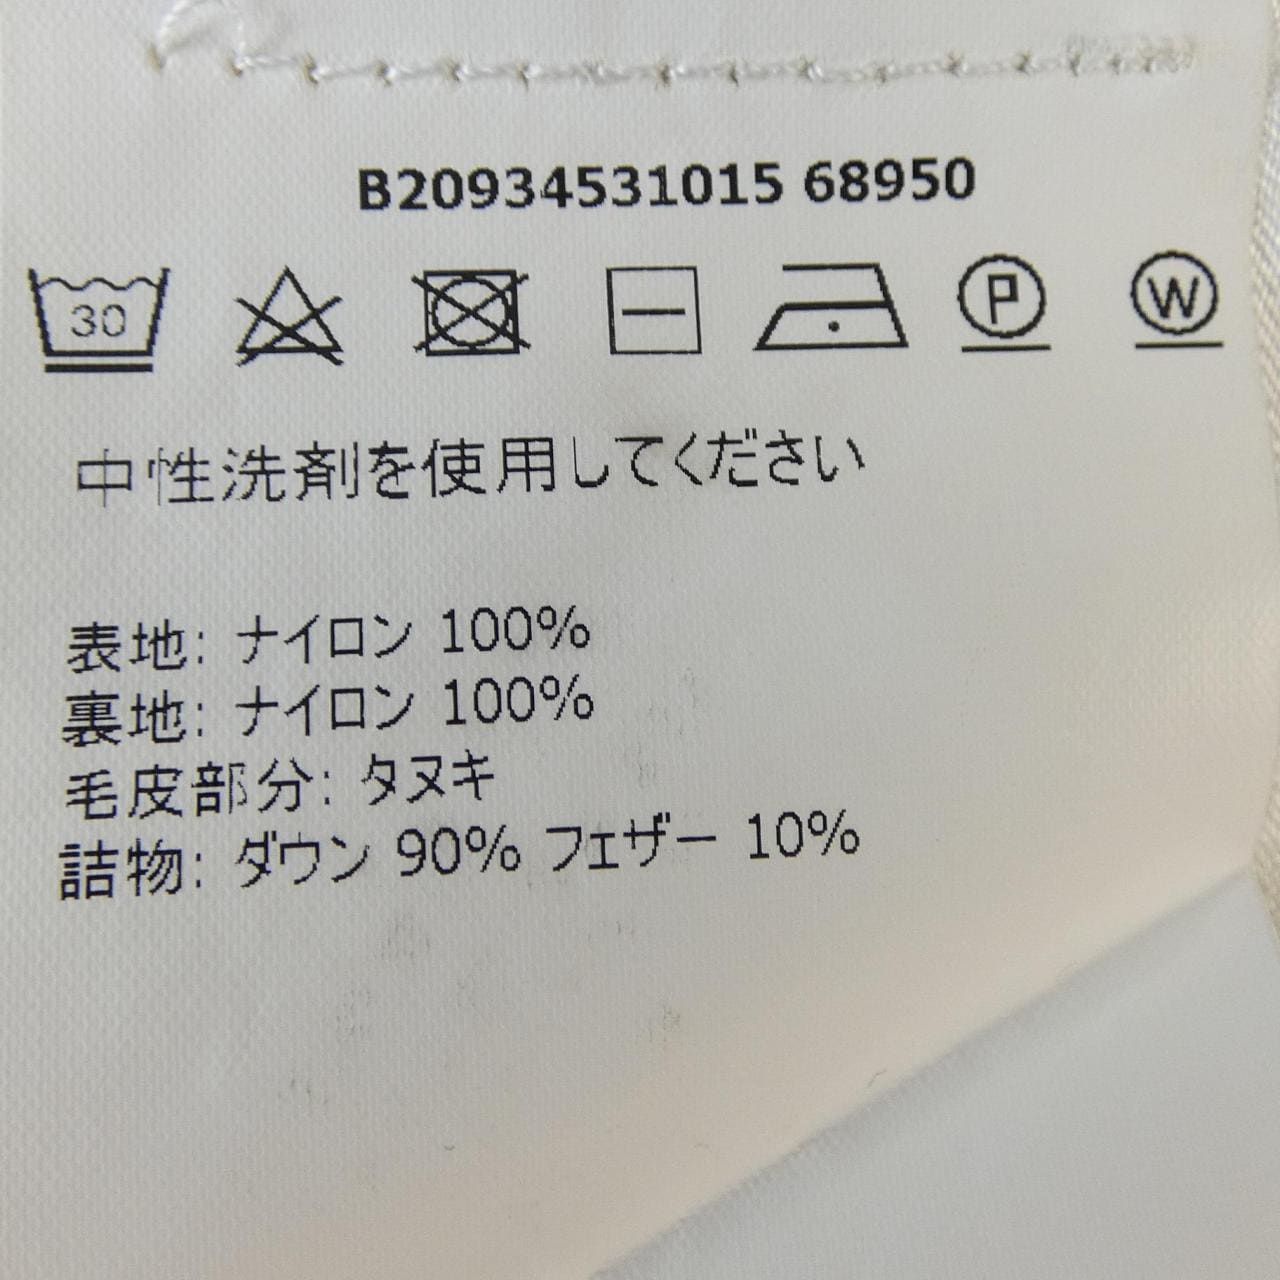 B20934531015 68950
30 P W
中性洗剤を使用してください
表地: ナイロン 100%
裏地: ナイロン 100%
毛皮部分: タヌキ
詰物: ダウン 90% フェザー 10%